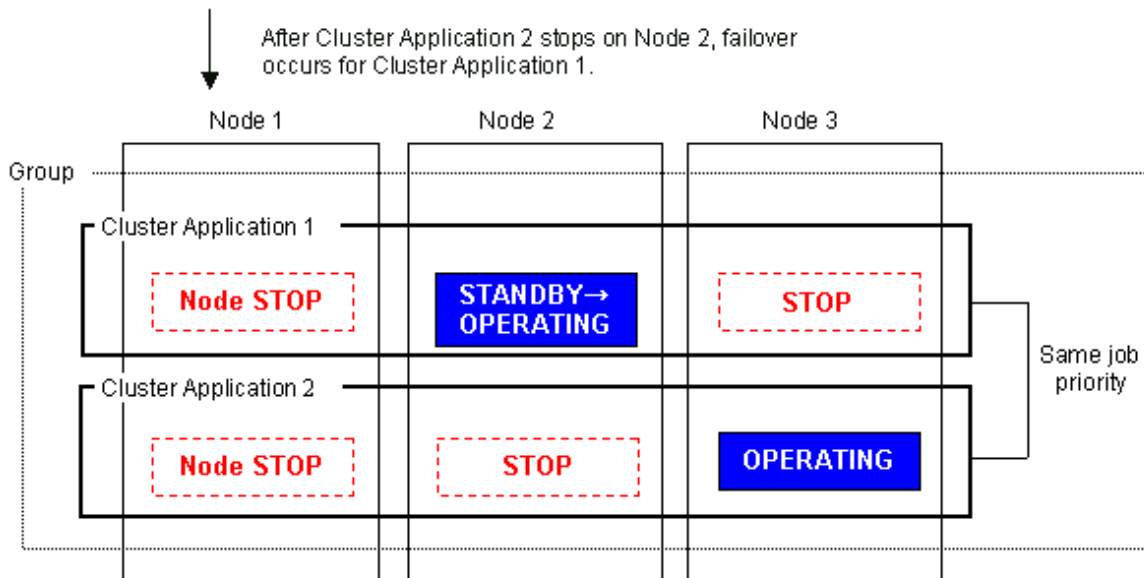 After Cluster Application 2 stops on Node 2, failover
occurs for Cluster Application 1.
Node 1
Node 2
Node 3
Group
Cluster Application 1
Node STOP
STANDBY→
OPERATING
STOP
Same job
priority
Cluster Application 2
Node STOP
STOP
OPERATING